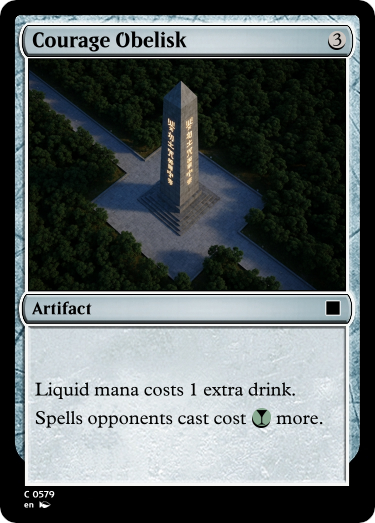 Courage Obelisk
3
Artifact
Liquid mana costs 1 extra drink.
Spells opponents cast cost more.
C 0579
en